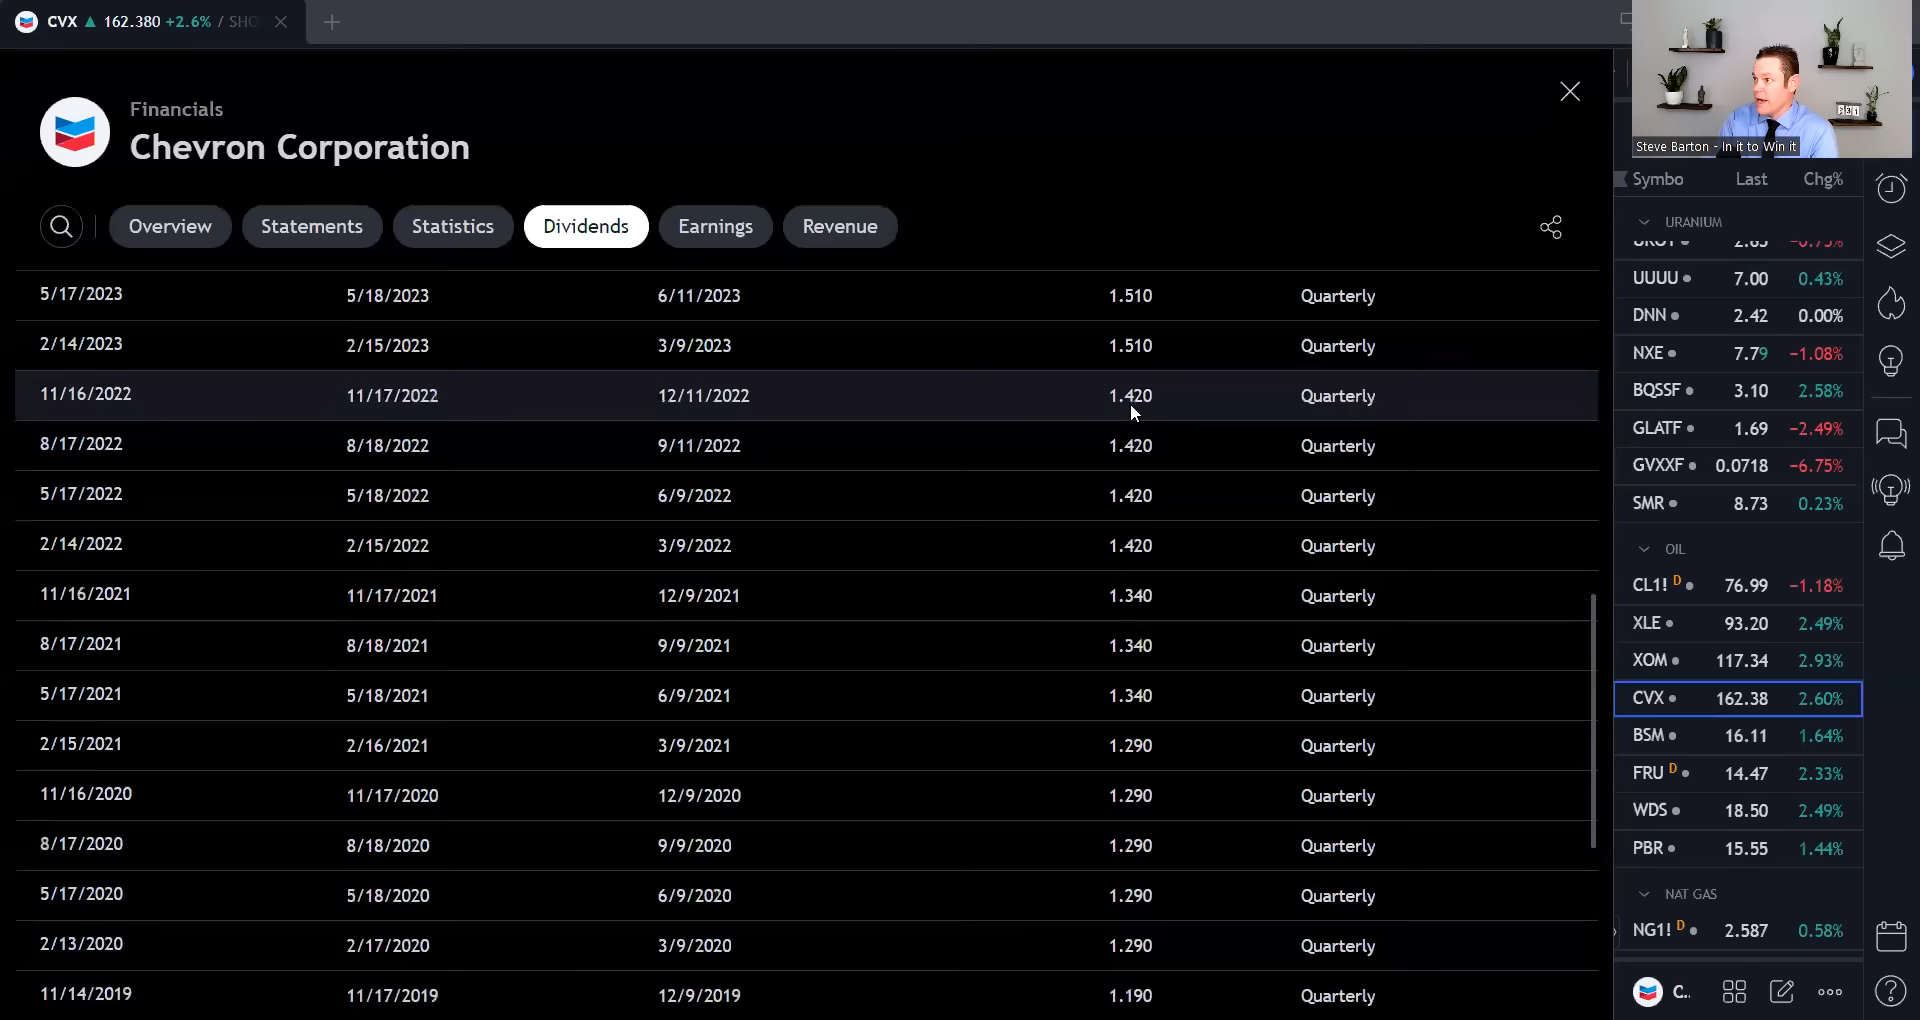 CVX ▲ 162.380 +2.6% / SHO
Steve Barton - In it to Win it
Financials
Chevron Corporation
Overview Statements Statistics Dividends Earnings Revenue
5/17/2023 5/18/2023 6/11/2023 1.510 Quarterly
2/14/2023 2/15/2023 3/9/2023 1.510 Quarterly
11/16/2022 11/17/2022 12/11/2022 1.420 Quarterly
8/17/2022 8/18/2022 9/11/2022 1.420 Quarterly
5/17/2022 5/18/2022 6/9/2022 1.420 Quarterly
2/14/2022 2/15/2022 3/9/2022 1.420 Quarterly
11/16/2021 11/17/2021 12/9/2021 1.340 Quarterly
8/17/2021 8/18/2021 9/9/2021 1.340 Quarterly
5/17/2021 5/18/2021 6/9/2021 1.340 Quarterly
2/15/2021 2/16/2021 3/9/2021 1.290 Quarterly
11/16/2020 11/17/2020 12/9/2020 1.290 Quarterly
8/17/2020 8/18/2020 9/9/2020 1.290 Quarterly
5/17/2020 5/18/2020 6/9/2020 1.290 Quarterly
2/13/2020 2/17/2020 3/9/2020 1.290 Quarterly
11/14/2019 11/17/2019 12/9/2019 1.190 Quarterly
Symbo Last Chg%
URANIUM
UUUU 7.00 0.43%
DNN 2.42 0.00%
NXE 7.79 −1.08%
BQSSF 3.10 2.58%
GLATF 1.69 −2.49%
GVXXF 0.0718 −6.75%
SMR 8.73 0.23%
OIL
CL1! D 76.99 −1.18%
XLE 93.20 2.49%
XOM 117.34 2.93%
CVX 162.38 2.60%
BSM 16.11 1.64%
FRU D 14.47 2.33%
WDS 18.50 2.49%
PBR 15.55 1.44%
NAT GAS
NG1! D 2.587 0.58%
C..